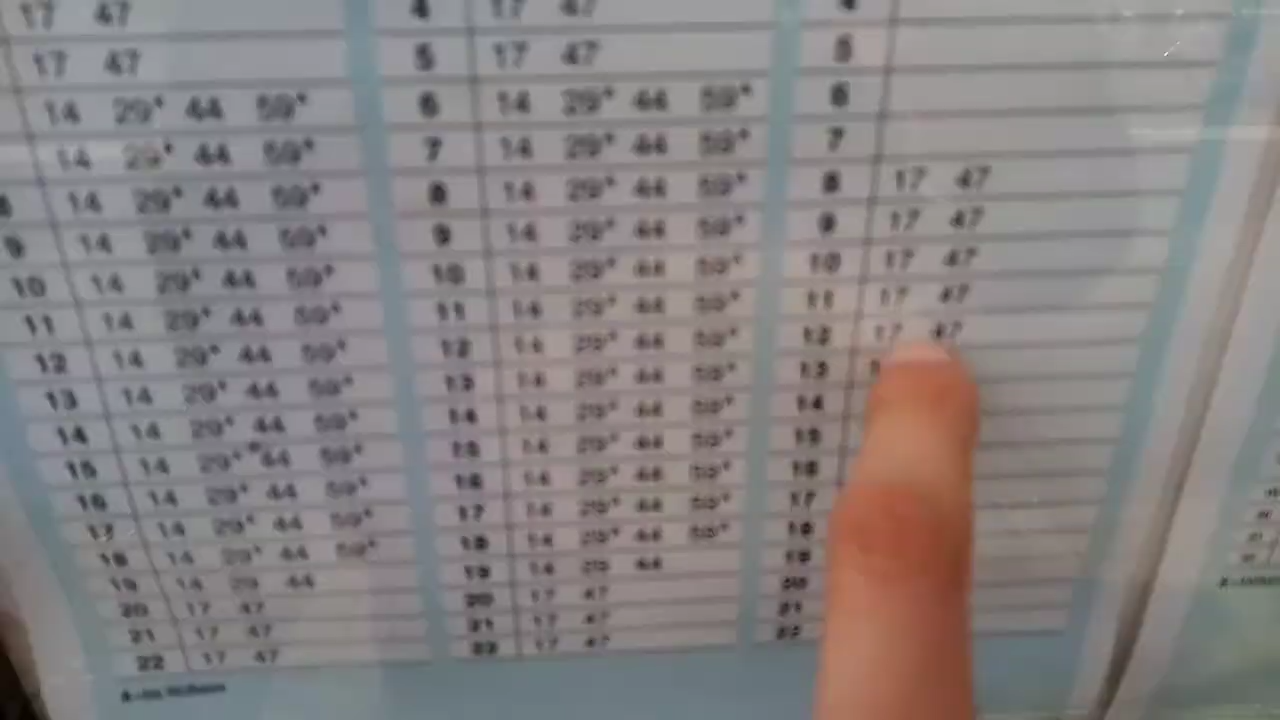 17 47
17 47
14 29* 44 59*
14 29* 44 59*
8 14 29* 44 59*
9 14 29* 44 59*
10 14 29* 44 59*
11 14 29* 44 59*
12 14 29* 44 59*
13 14 29* 44 59*
14 14 29* 44 59*
15 14 29* 44 59*
16 14 29* 44 59*
17 14 29* 44 59*
18 14 29* 44 59*
19 14 29 44
20 17 47
21 17 47
22 17 47
4 17 47
5 17 47
6 14 29* 44 59*
7 14 29* 44 59*
8 14 29* 44 59*
9 14 29* 44 59*
10 14 29* 44 59*
11 14 29* 44 59*
12 14 29* 44 59*
13 14 29* 44 59*
14 14 29* 44 59*
15 14 29* 44 59*
16 14 29* 44 59*
17 14 29* 44 59*
18 14 29* 44 59*
19 14 29 44
20 17 47
21 17 47
22 17 47
4
5
6
7
8 17 47
9 17 47
10 17 47
11 17 47
12 17 47
13
14
15
16
17
18
19
20
21
22